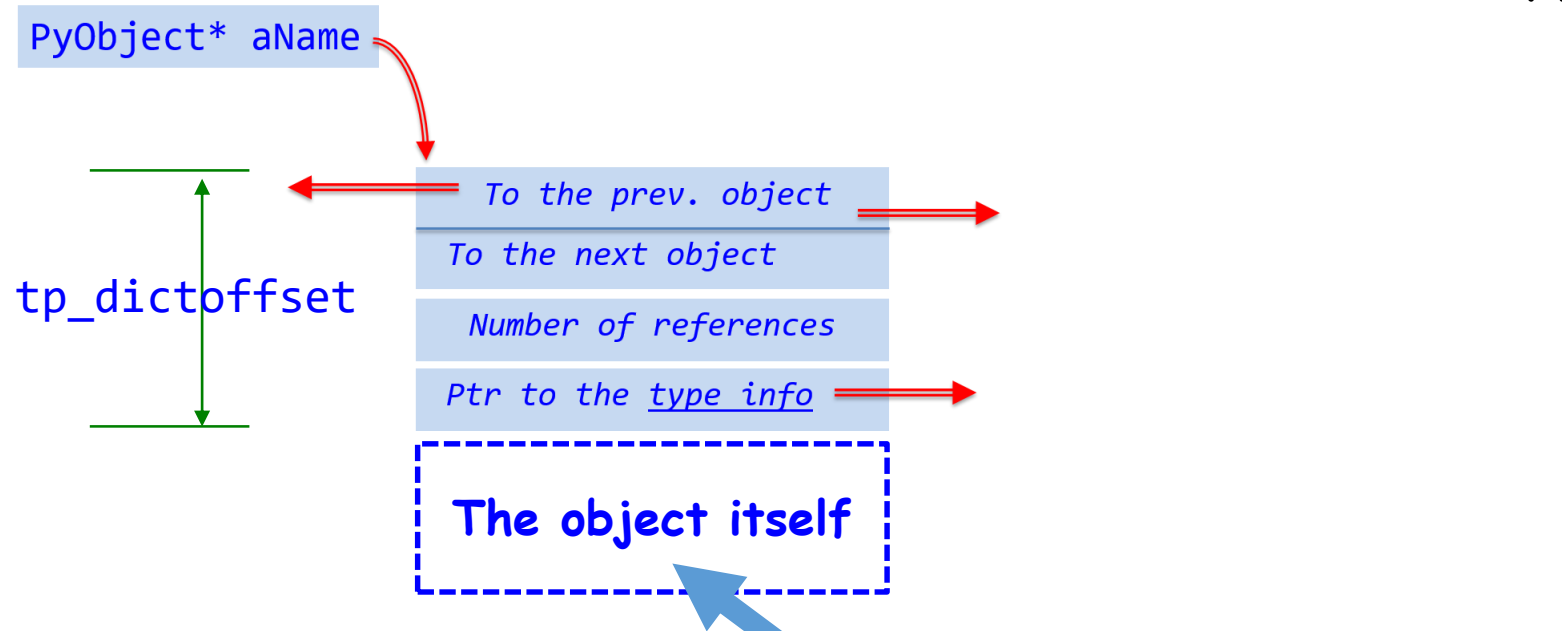 PyObject* aName
To the prev. object
To the next object
tp_dictoffset
Number of references
Ptr to the type info
The object itself